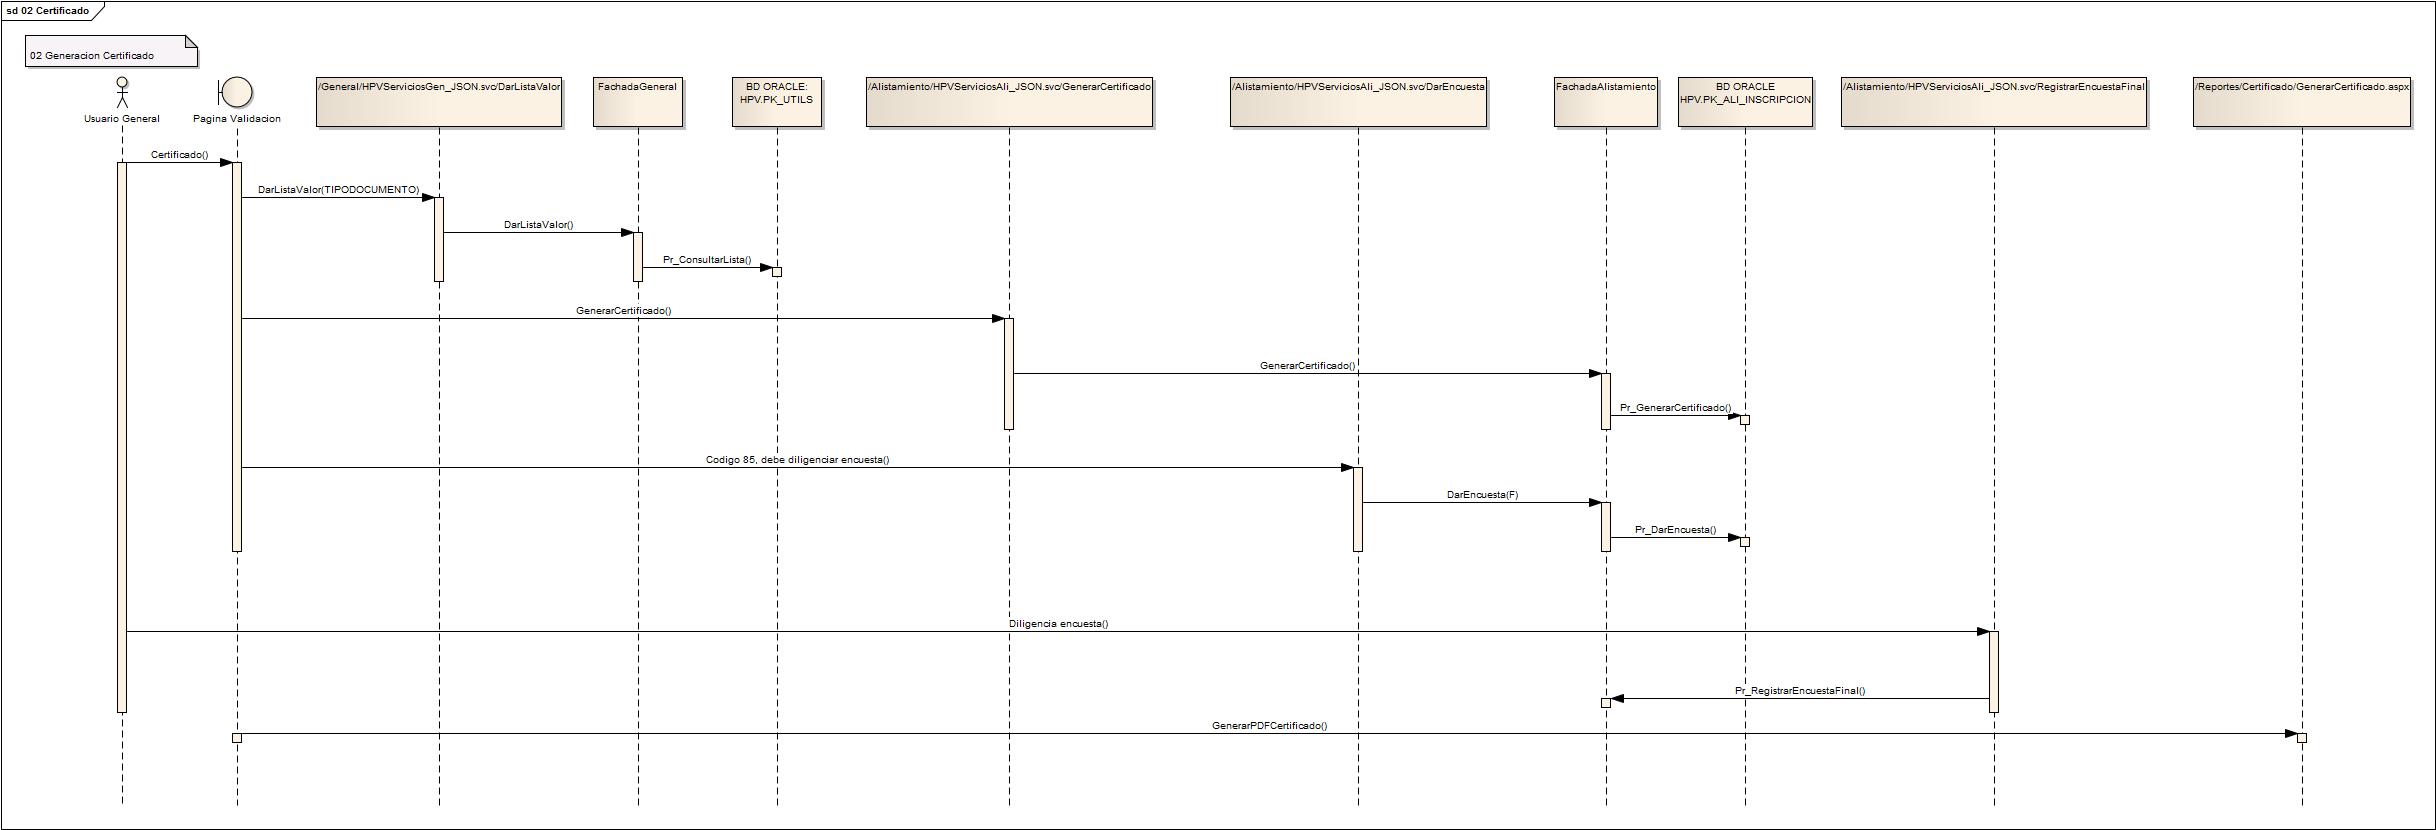 sd 02 Certificado
02 Generacion Certificado
Usuario General
Pagina Validacion
/General/HPVServiciosGen_JSON.svc/DarListaValor
FachadaGeneral
BD ORACLE:
HPV.PK_UTILS
/Alistamiento/HPVServiciosAli_JSON.svc/GenerarCertificado
/Alistamiento/HPVServiciosAli_JSON.svc/DarEncuesta
FachadaAlistamiento
BD ORACLE
HPV.PK_ALI_INSCRIPCION
/Alistamiento/HPVServiciosAli_JSON.svc/RegistrarEncuestaFinal
/Reportes/Certificado/GenerarCertificado.aspx
Certificado()
DarListaValor(TIPODOCUMENTO)
DarListaValor()
Pr_ConsultarLista()
GenerarCertificado()
GenerarCertificado()
Pr_GenerarCertificado()
Codigo 85, debe diligenciar encuesta()
DarEncuesta(F)
Pr_DarEncuesta()
Diligencia encuesta()
Pr_RegistrarEncuestaFinal()
GenerarPDFCertificado()